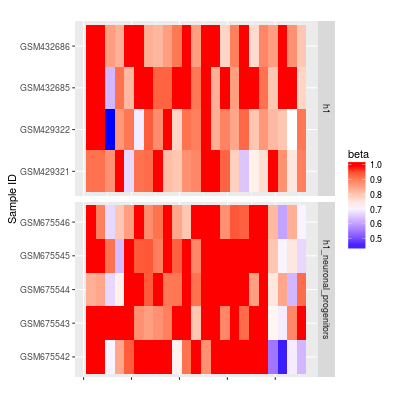 Sample ID
GSM432686
GSM432685
GSM429322
GSM429321
h1
GSM675546
GSM675545
GSM675544
GSM675543
GSM675542
h1_neuronal_progenitors
beta
1.0
0.9
0.8
0.7
0.6
0.5